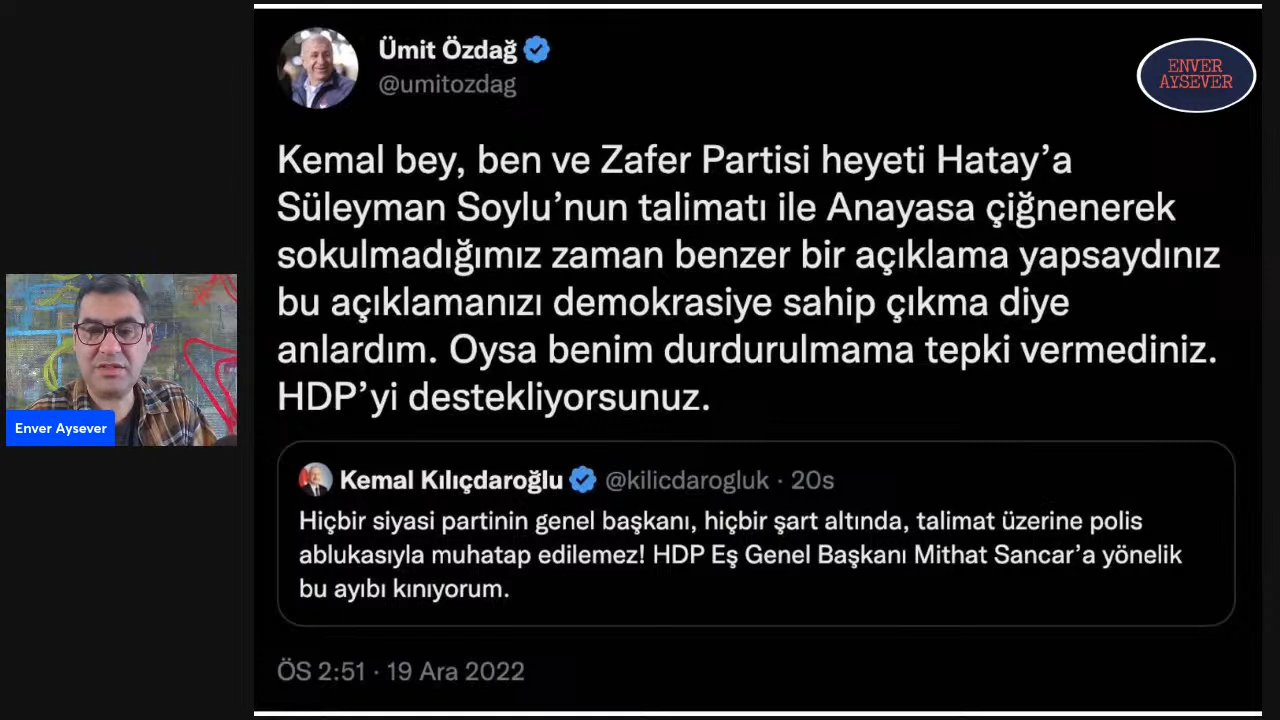 Ümit Özdağ
@umitozdag
ENVER
AYSEVER
Kemal bey, ben ve Zafer Partisi heyeti Hatay’a
Süleyman Soylu’nun talimatı ile Anayasa çiğnenerek
sokulmadığımız zaman benzer bir açıklama yapsaydınız
bu açıklamanızı demokrasiye sahip çıkma diye
anlardım. Oysa benim durdurulmama tepki vermediniz.
HDP’yi destekliyorsunuz.
Enver Aysever
Kemal Kılıçdaroğlu @kilicdarogluk · 20s
Hiçbir siyasi partinin genel başkanı, hiçbir şart altında, talimat üzerine polis
ablukasıyla muhatap edilemez! HDP Eş Genel Başkanı Mithat Sancar’a yönelik
bu ayıbı kınıyorum.
ÖS 2:51 · 19 Ara 2022